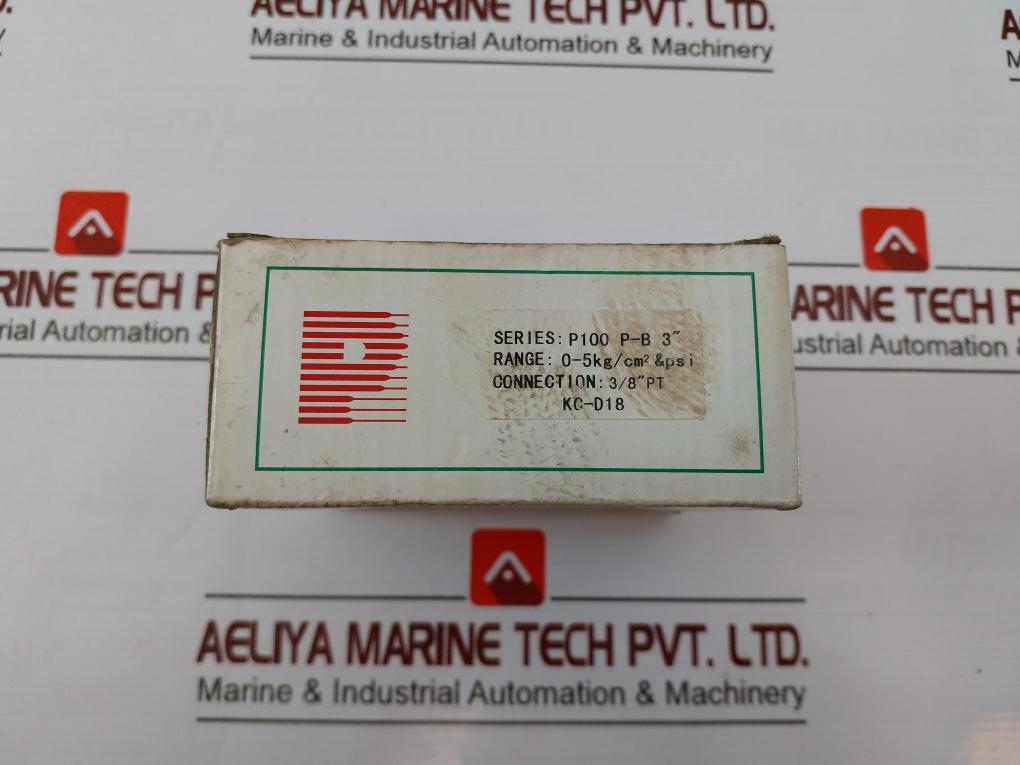 AELIYA MARINE TECH PVT. LTD.
Marine & Industrial Automation & Machinery
RINE TECH P
rial Automation &
SERIES: P100 P-B 3"
RANGE: 0-5kg/cm² &psi
CONNECTION: 3/8"PT
KC-D18
ARINE TECH
ustrial Automation &
AELIYA MARINE TECH PVT. LTD.
Marine & Industrial Automation & Machinery